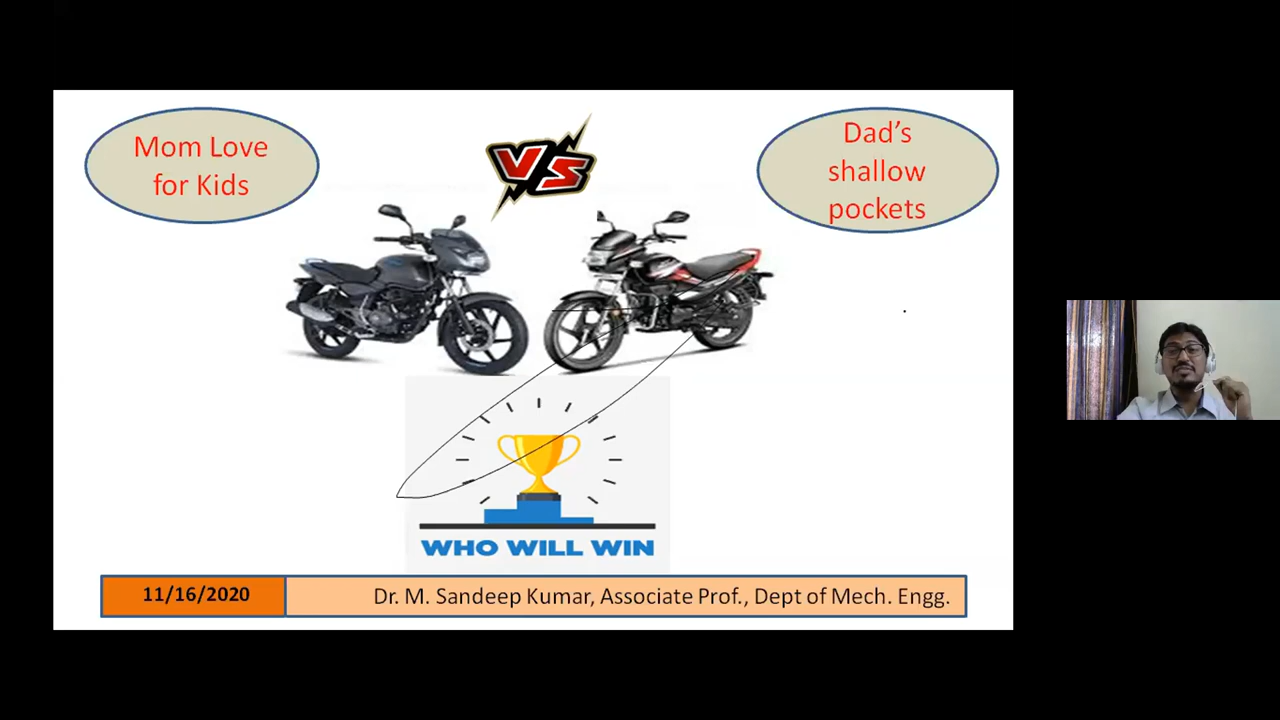 Mom Love
for Kids
VS
Dad's
shallow
pockets
WHO WILL WIN
11/16/2020
Dr. M. Sandeep Kumar, Associate Prof., Dept of Mech. Engg.